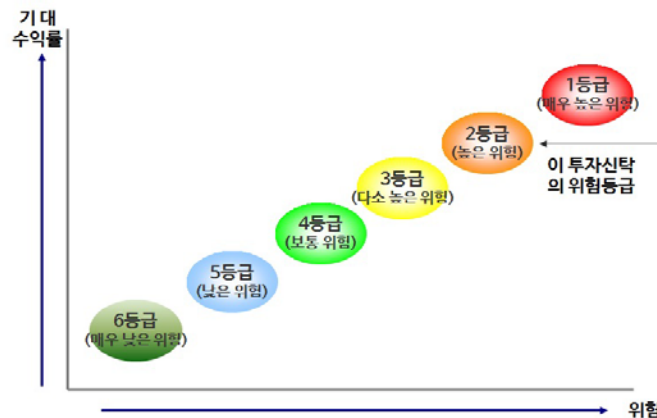 기 대
수익률
1등급
(매우 높은 위험)
2등급
(높은 위험)
이 투자신탁
의 위험등급
3등급
(다소 높은 위험)
4등급
(보통 위험)
5등급
(낮은 위험)
6등급
(매우 낮은 위험)
위험